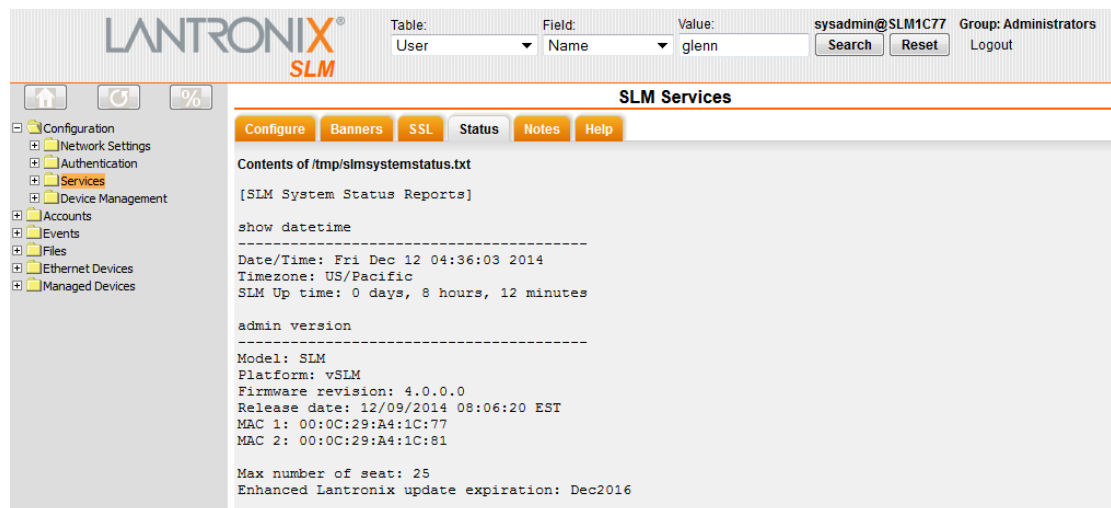 LANTRONIX®
SLM
Table: Field: Value:
User Name glenn
sysadmin@SLM1C77 Group: Administrators
Search Reset Logout
SLM Services
Configuration
Network Settings
Authentication
Services
Device Management
Accounts
Events
Files
Ethernet Devices
Managed Devices
Configure Banners SSL Status Notes Help
Contents of /tmp/slmsystemstatus.txt
[SLM System Status Reports]
show datetime
----------------------------------------
Date/Time: Fri Dec 12 04:36:03 2014
Timezone: US/Pacific
SLM Up time: 0 days, 8 hours, 12 minutes
admin version
----------------------------------------
Model: SLM
Platform: vSLM
Firmware revision: 4.0.0.0
Release date: 12/09/2014 08:06:20 EST
MAC 1: 00:0C:29:A4:1C:77
MAC 2: 00:0C:29:A4:1C:81
Max number of seat: 25
Enhanced Lantronix update expiration: Dec2016